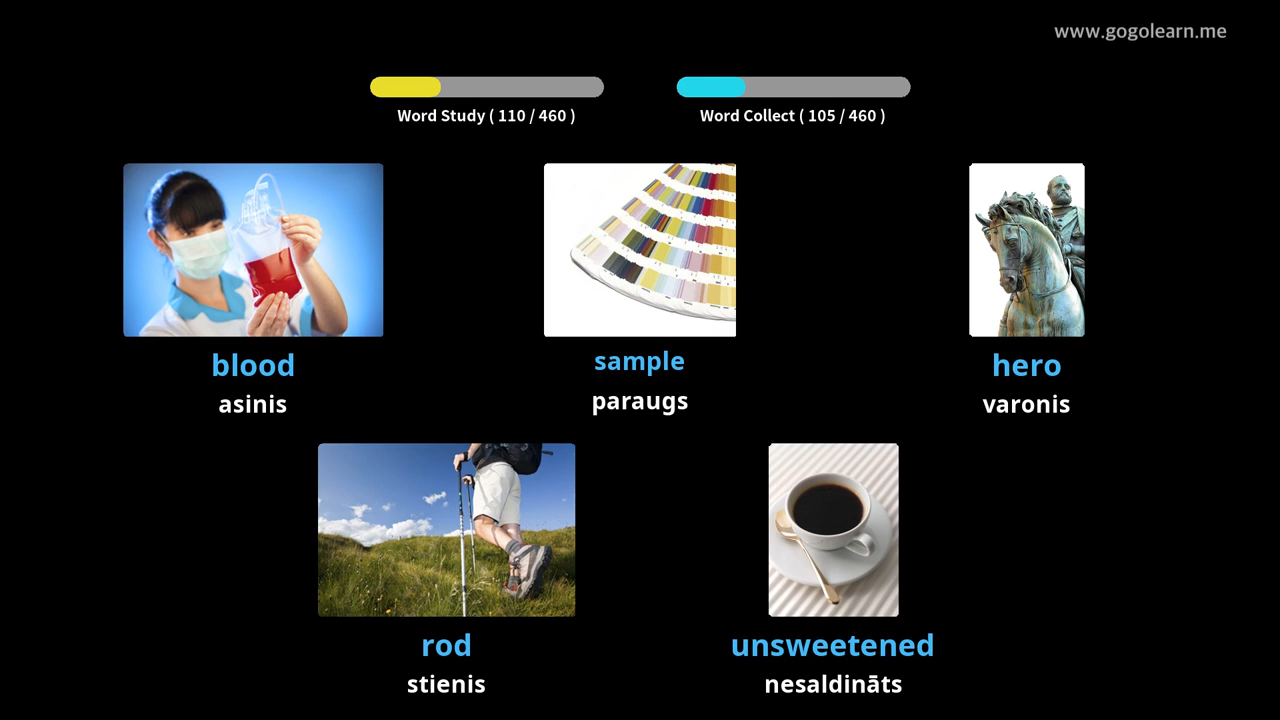 www.gogolearn.me
Word Study ( 110 / 460 )
Word Collect ( 105 / 460 )
blood
asinis
sample
paraugs
hero
varonis
rod
stienis
unsweetened
nesaldināts